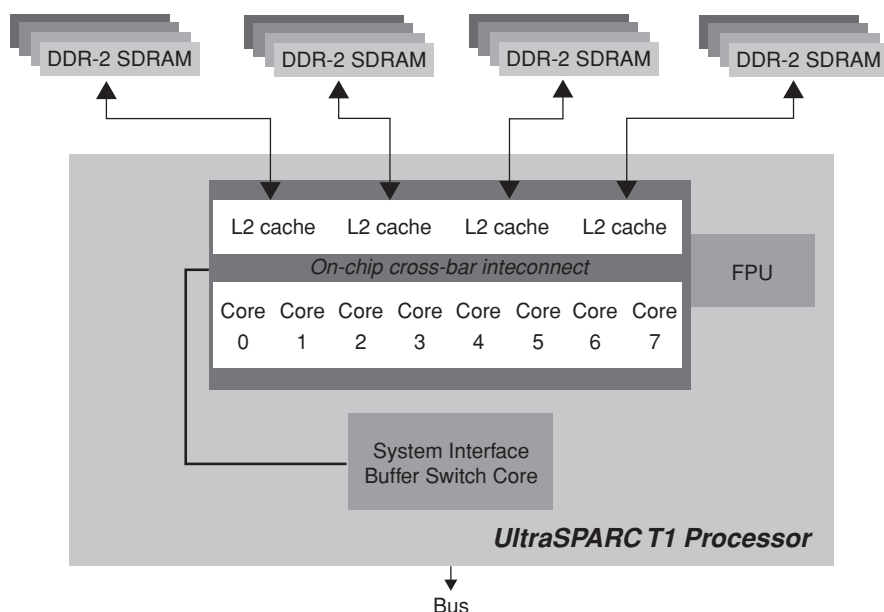 DDR-2 SDRAM DDR-2 SDRAM DDR-2 SDRAM DDR-2 SDRAM
L2 cache L2 cache L2 cache L2 cache
On-chip cross-bar inteconnect
FPU
Core Core Core Core Core Core Core Core
0 1 2 3 4 5 6 7
System Interface
Buffer Switch Core
UltraSPARC T1 Processor
Bus